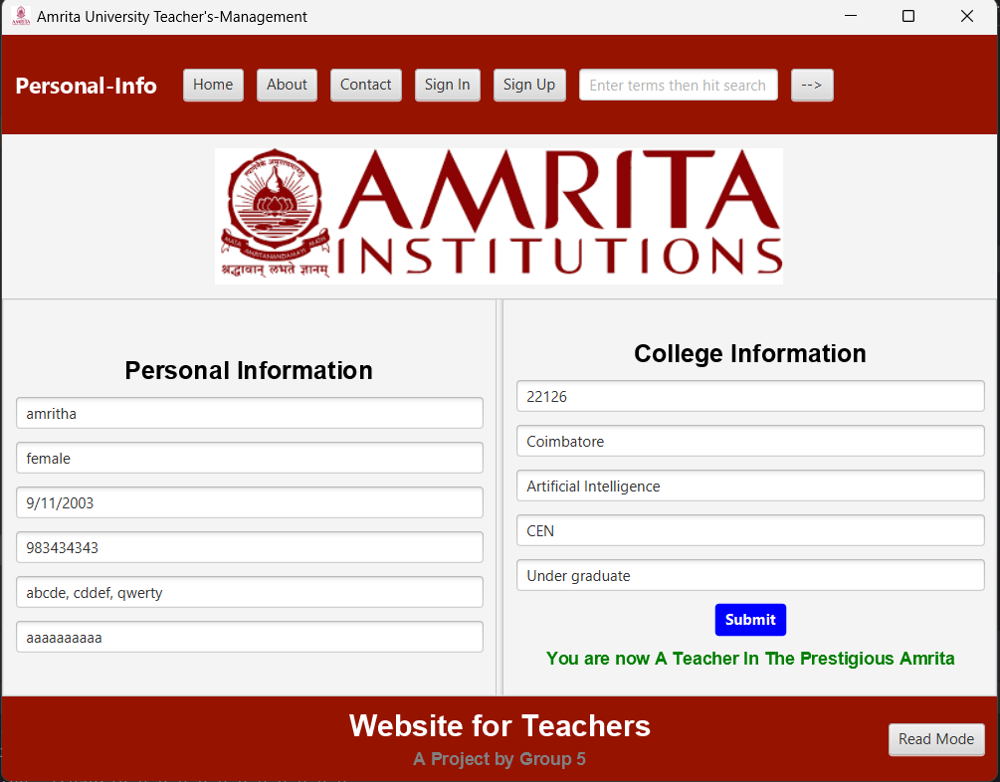 Amrita University Teacher's-Management
Personal-Info
Home
About
Contact
Sign In
Sign Up
Enter terms then hit search
-->
AMRITA
INSTITUTIONS
MATA AMRITANANDAMAYI MATH
श्रद्धावान् लभते ज्ञानम्
Personal Information
amritha
female
9/11/2003
983434343
abcde, cddef, qwerty
aaaaaaaaaa
College Information
22126
Coimbatore
Artificial Intelligence
CEN
Under graduate
Submit
You are now A Teacher In The Prestigious Amrita
Website for Teachers
A Project by Group 5
Read Mode